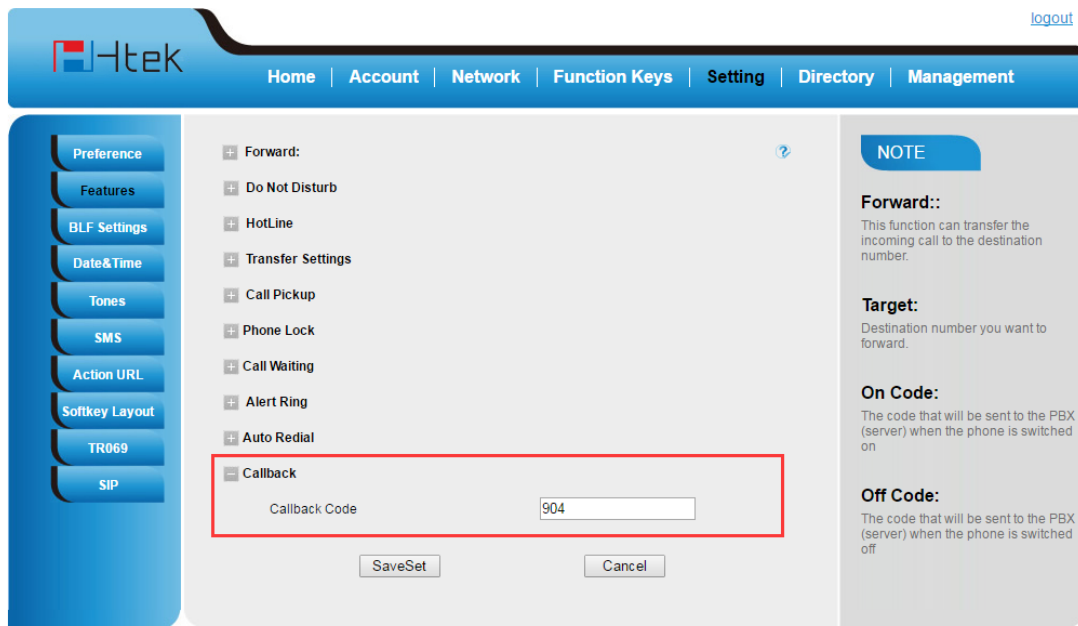 logout
Htek
Home Account Network Function Keys Setting Directory Management
Preference
Features
BLF Settings
Date&Time
Tones
SMS
Action URL
Softkey Layout
TR069
SIP
Forward:
Do Not Disturb
HotLine
Transfer Settings
Call Pickup
Phone Lock
Call Waiting
Alert Ring
Auto Redial
Callback
Callback Code 904
SaveSet Cancel
NOTE
Forward::
This function can transfer the
incoming call to the destination
number.
Target:
Destination number you want to
forward.
On Code:
The code that will be sent to the PBX
(server) when the phone is switched
on
Off Code:
The code that will be sent to the PBX
(server) when the phone is switched
off